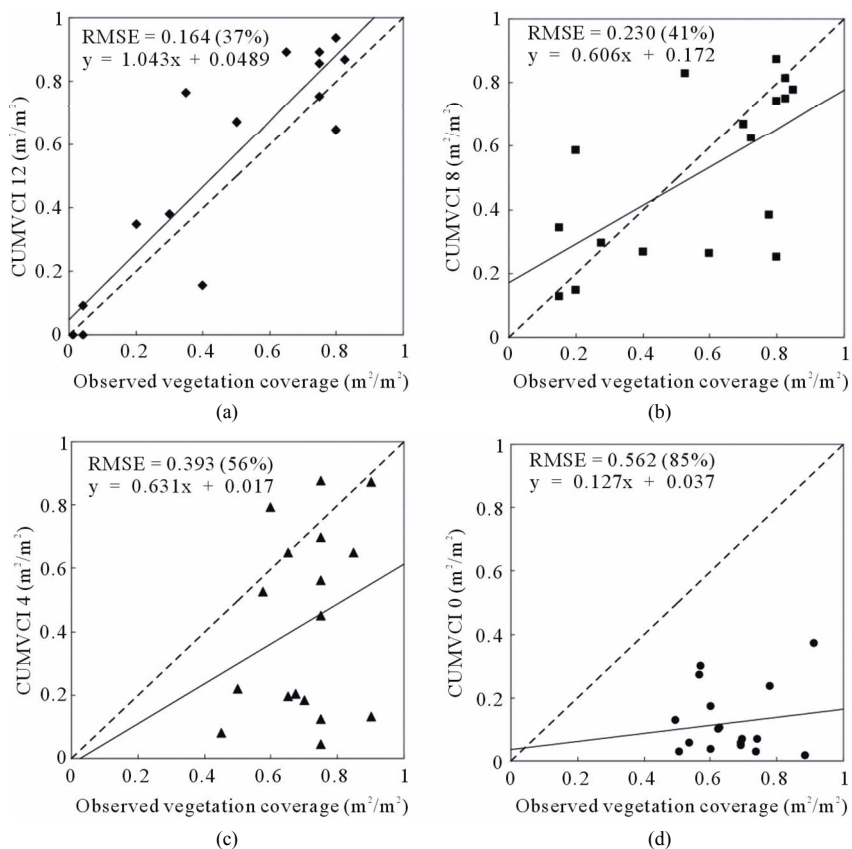 RMSE = 0.164 (37%)
y = 1.043x + 0.0489
CUMVCI 12 (m²/m²)
1
0.8
0.6
0.4
0.2
0
0 0.2 0.4 0.6 0.8 1
Observed vegetation coverage (m²/m²)
(a)
RMSE = 0.230 (41%)
y = 0.606x + 0.172
CUMVCI 8 (m²/m²)
1
0.8
0.6
0.4
0.2
0
0 0.2 0.4 0.6 0.8 1
Observed vegetation coverage (m²/m²)
(b)
RMSE = 0.393 (56%)
y = 0.631x + 0.017
CUMVCI 4 (m²/m²)
1
0.8
0.6
0.4
0.2
0
0 0.2 0.4 0.6 0.8 1
Observed vegetation coverage (m²/m²)
(c)
RMSE = 0.562 (85%)
y = 0.127x + 0.037
CUMVCI 0 (m²/m²)
1
0.8
0.6
0.4
0.2
0
0 0.2 0.4 0.6 0.8 1
Observed vegetation coverage (m²/m²)
(d)